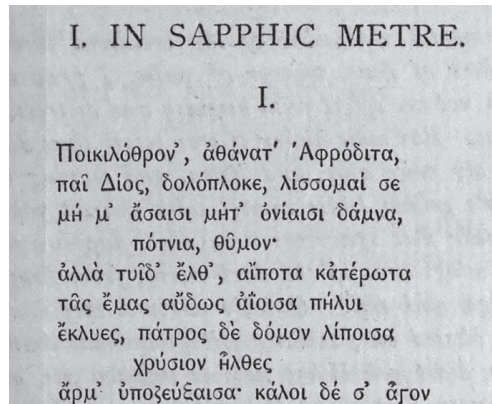 I. IN SAPPHIC METRE.
I.
Ποικιλόθρον', ἀθάνατ' Ἀφρόδιτα,
παῖ Δίος, δολόπλοκε, λίσσομαί σε
μή μ' ἄσαισι μήτ' ὀνίαισι δάμνα,
πότνια, θῦμον·
ἀλλὰ τυῖδ' ἔλθ', αἴποτα κἀτέρωτα
τᾶς ἔμας αὔδως ἀΐοισα πήλυι
ἔκλυες, πάτρος δὲ δόμον λίποισα
χρύσιον ἦλθες
ἄρμ' ὐποζεύξαισα· κάλοι δέ σ' ἆγον